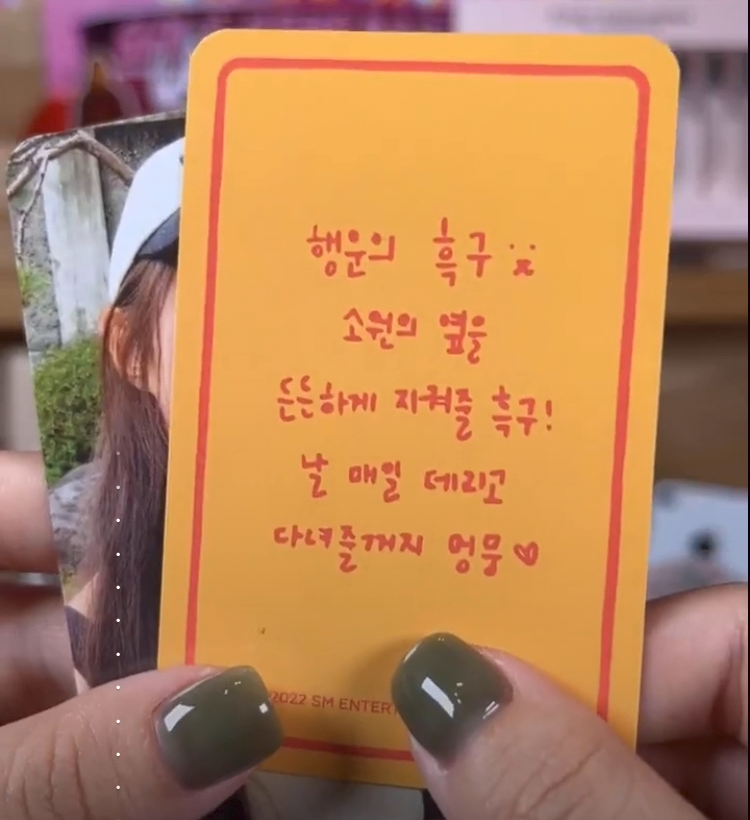 행운의 흑구
소원의 옆을
든든하게 지켜줄 흑구!
날 매일 데리고
다녀줄꺼지 멍뭉♡
2022 SM ENTER